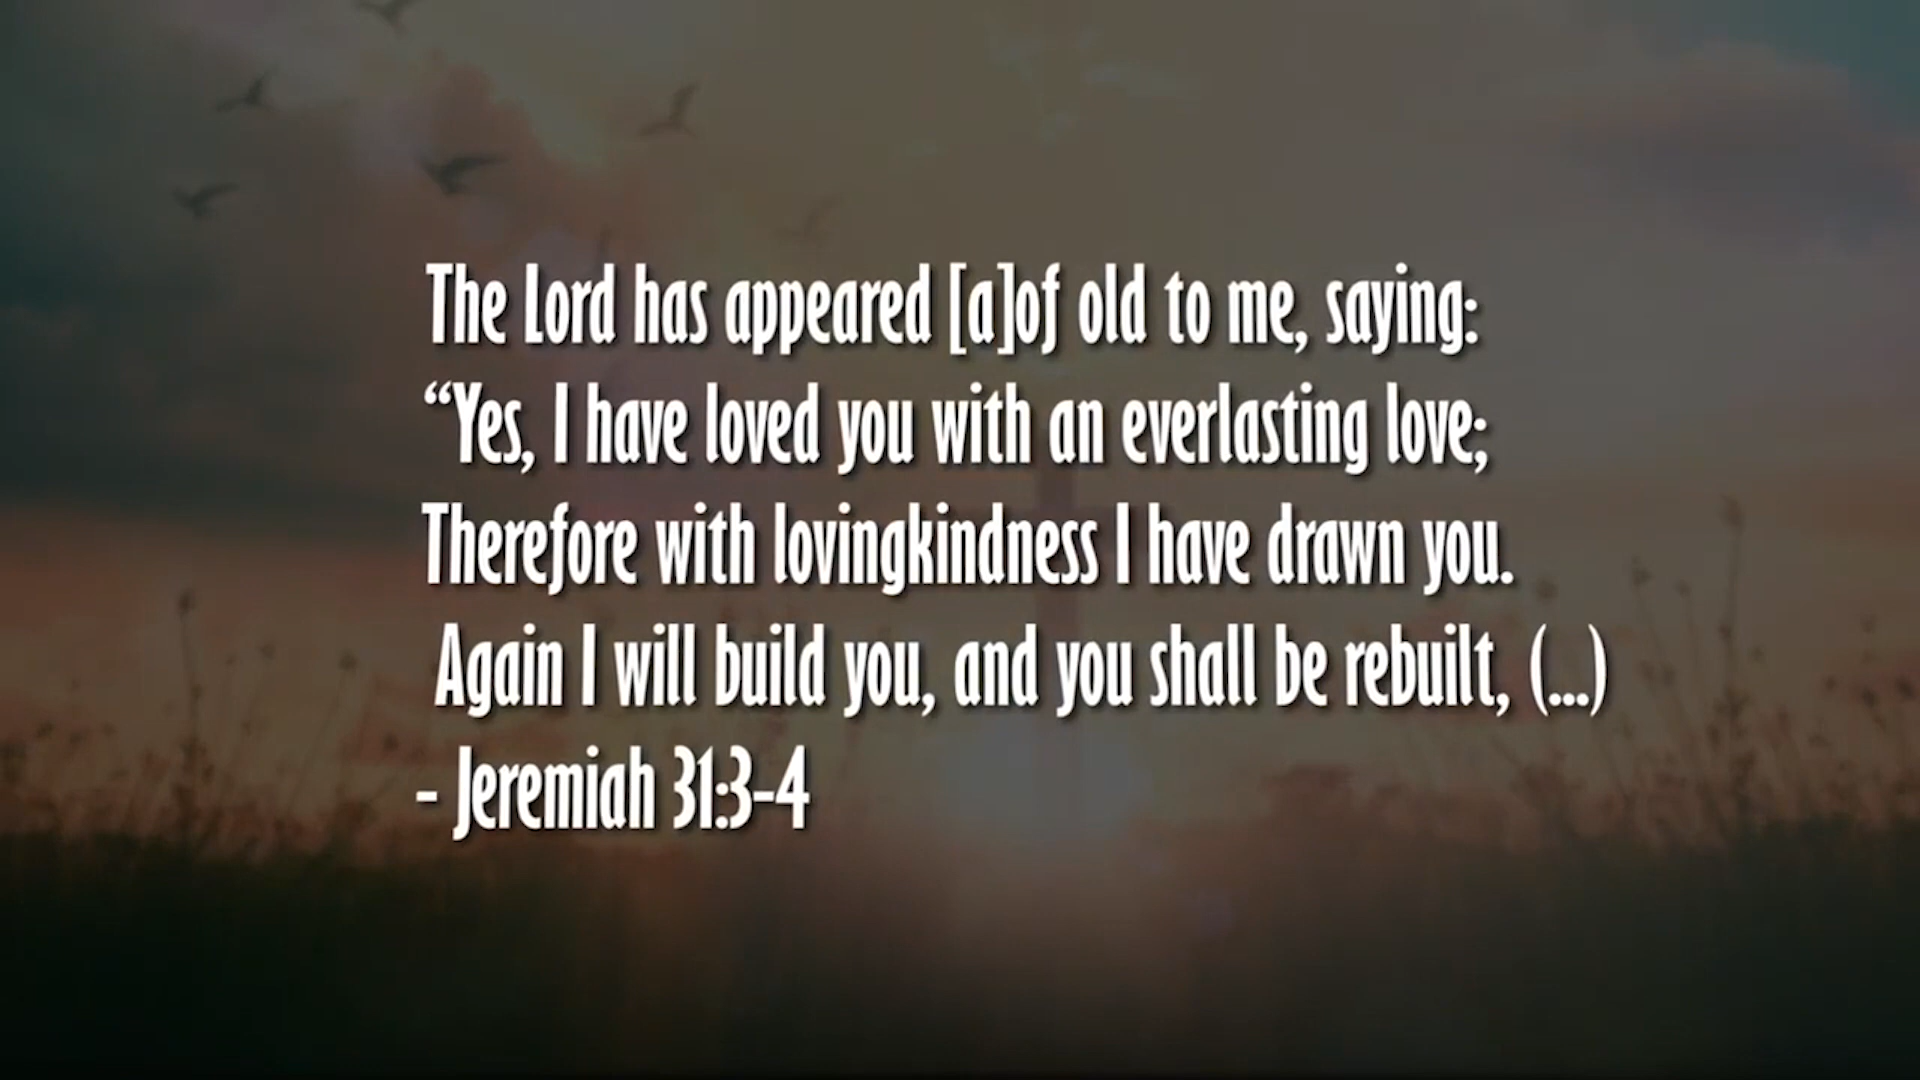 The Lord has appeared [a]of old to me, saying:
“Yes, I have loved you with an everlasting love;
Therefore with lovingkindness I have drawn you.
Again I will build you, and you shall be rebuilt, (...)
- Jeremiah 31:3-4